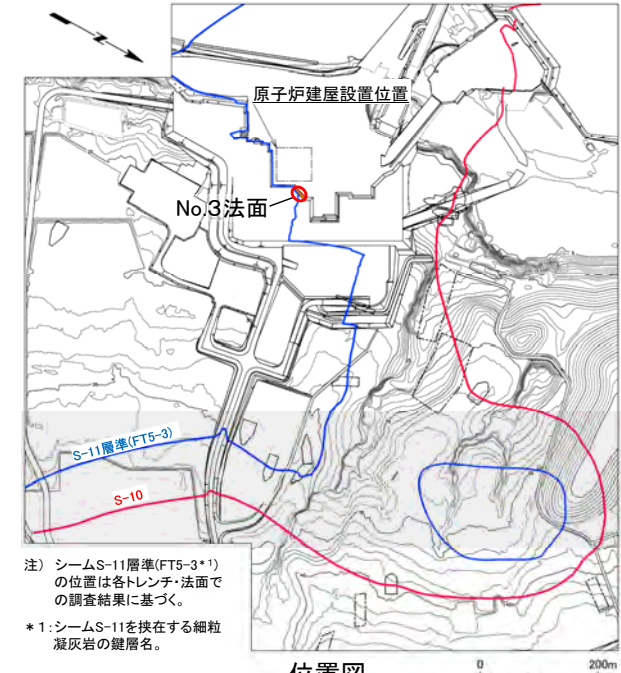 原子炉建屋設置位置
No.3法面
S-11層準(FT5-3)
S-10
注) シームS-11層準(FT5-3*¹)
の位置は各トレンチ・法面で
の調査結果に基づく。
*1:シームS-11を挟在する細粒
凝灰岩の鍵層名。
位置図
0 200m